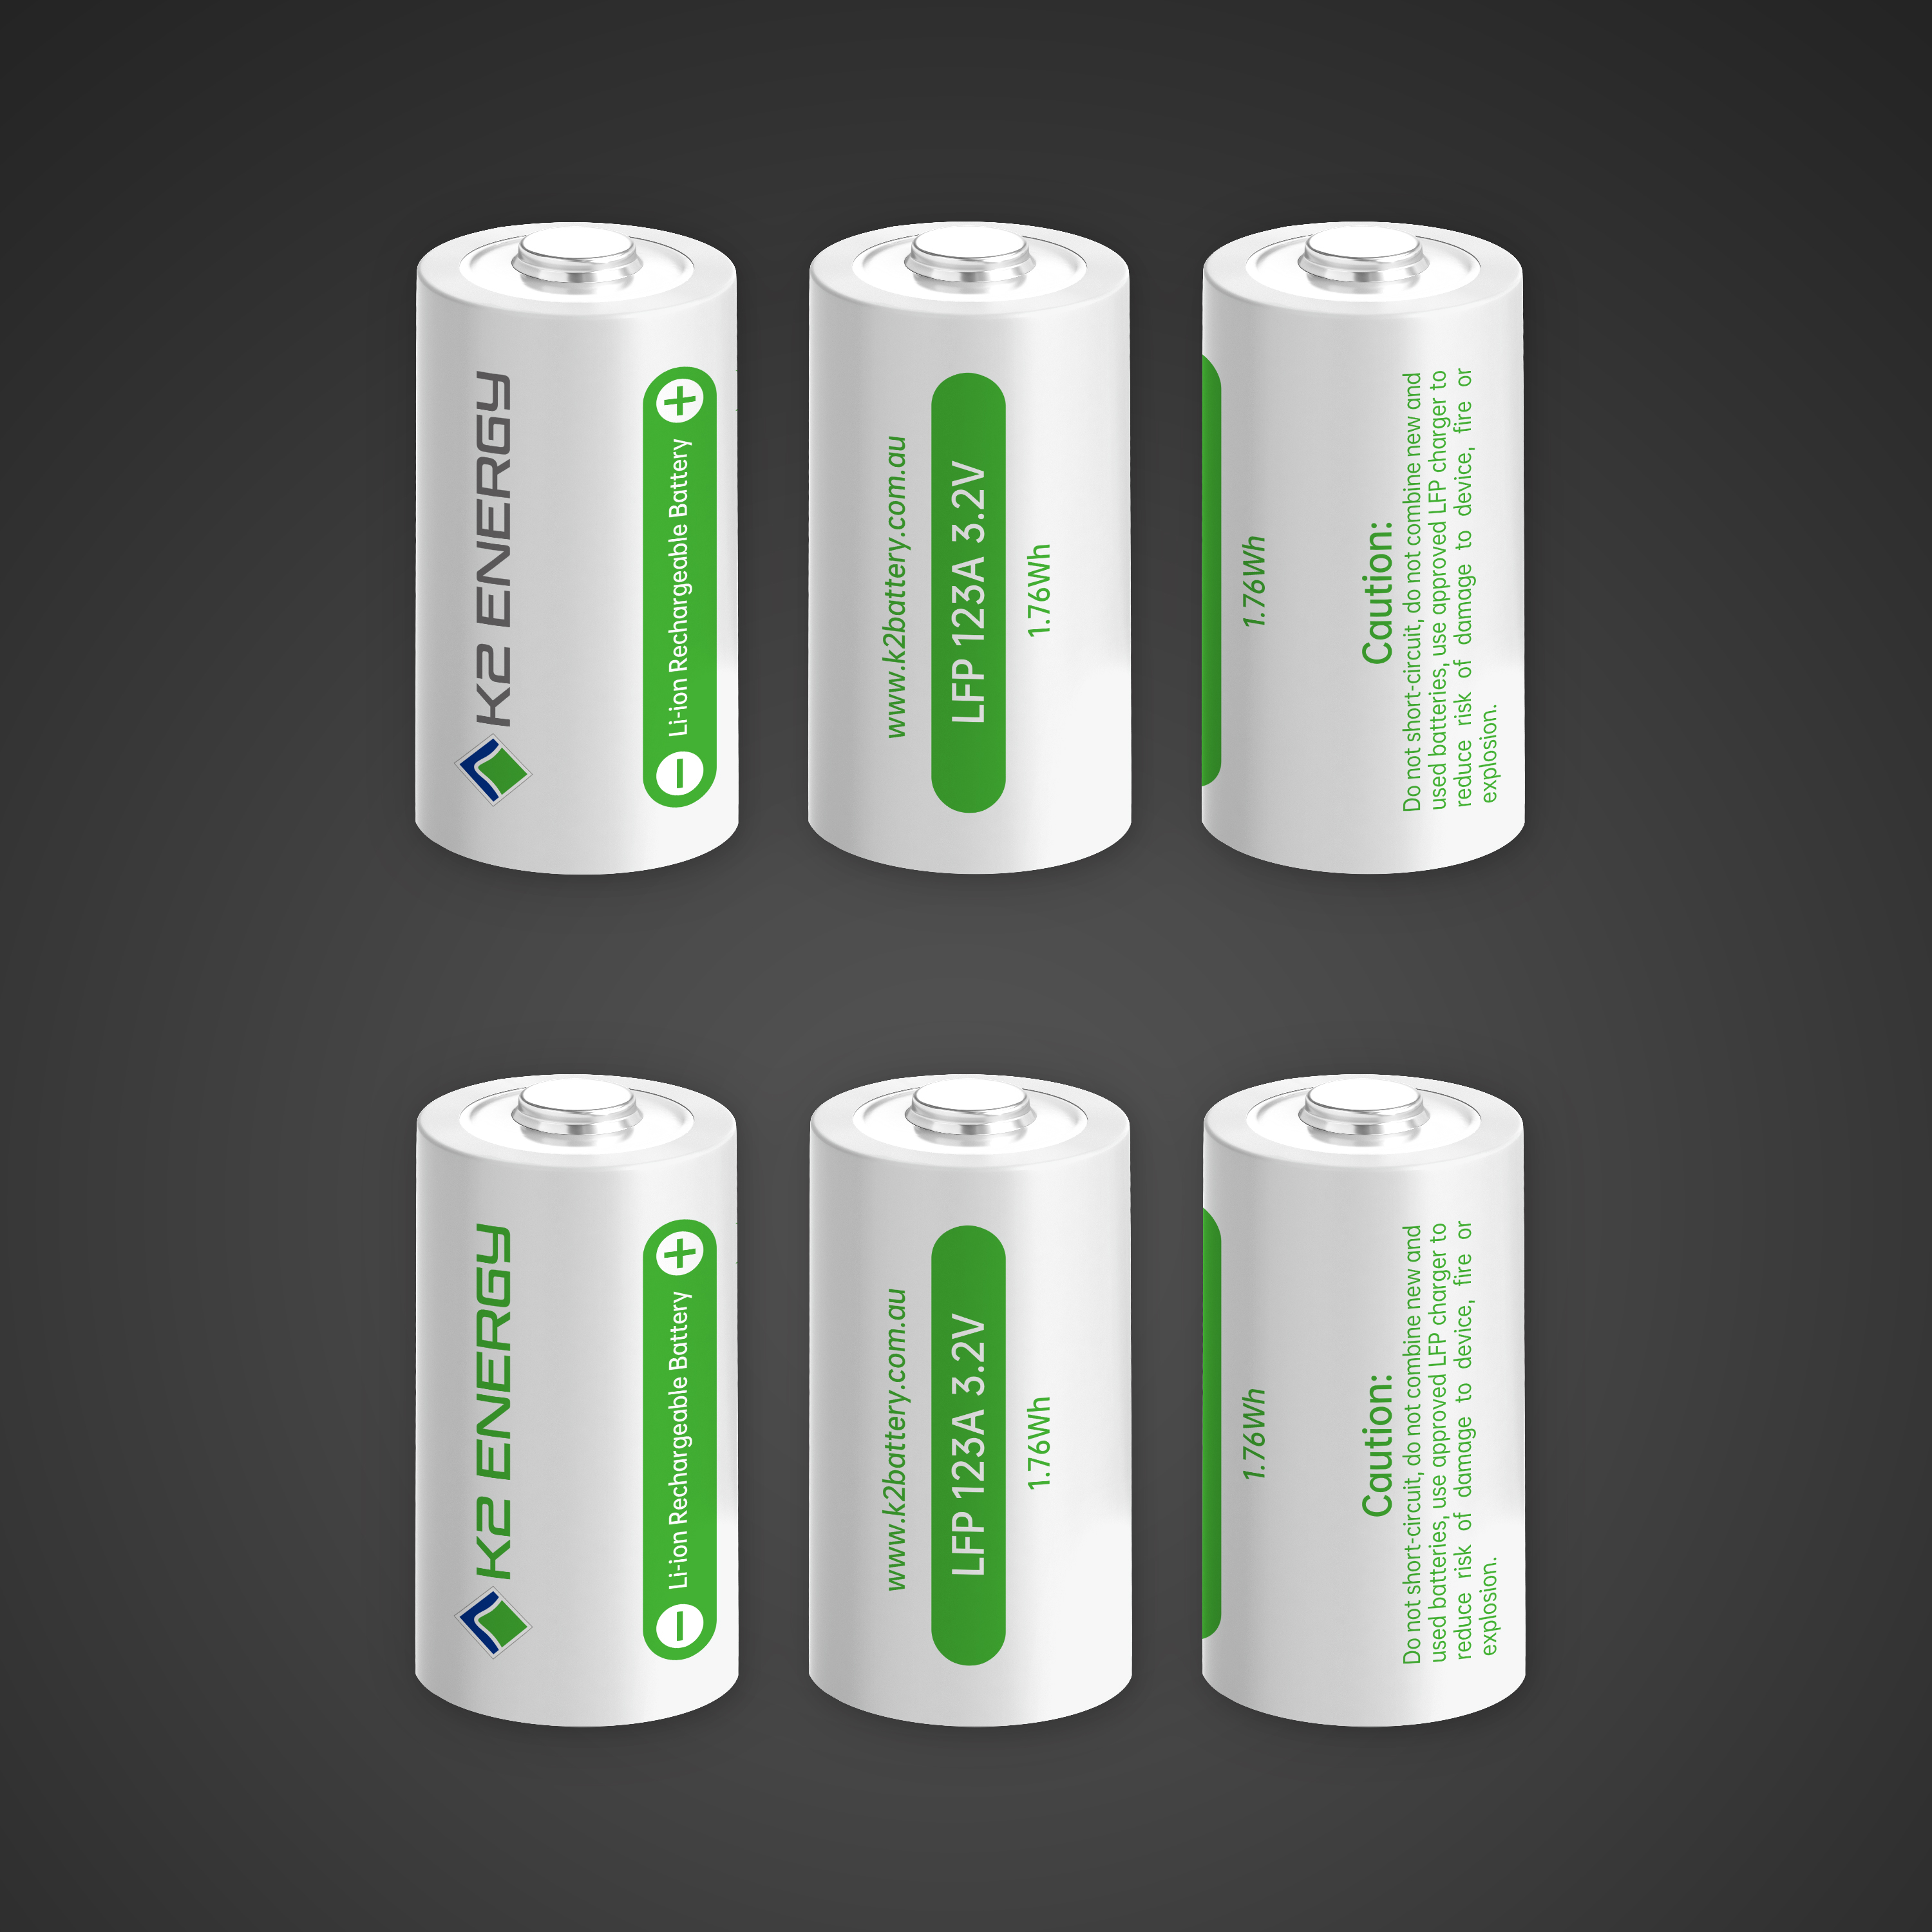 K2 ENERGY
+
Li-ion Rechargeable Battery
−
www.k2battery.com.au
LFP 123A 3.2V
1.76Wh
1.76Wh
Caution:
Do not short-circuit, do not combine new and
used batteries, use approved LFP charger to
reduce risk of damage to device, fire or
explosion.
K2 ENERGY
+
Li-ion Rechargeable Battery
−
www.k2battery.com.au
LFP 123A 3.2V
1.76Wh
1.76Wh
Caution:
Do not short-circuit, do not combine new and
used batteries, use approved LFP charger to
reduce risk of damage to device, fire or
explosion.